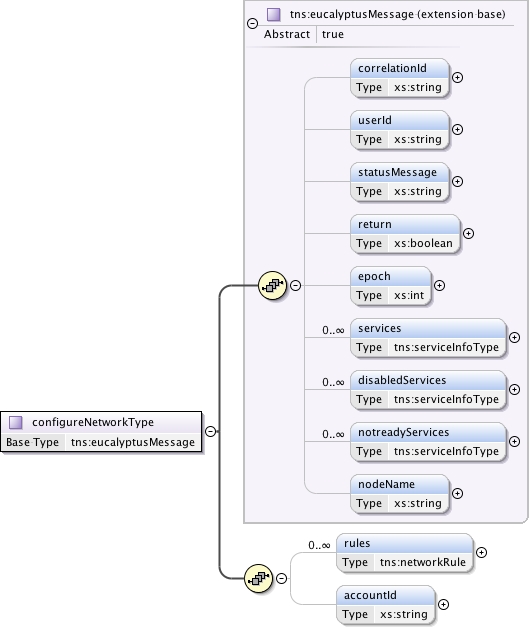 tns:eucalyptusMessage (extension base)
Abstract true
correlationId
Type xs:string
userId
Type xs:string
statusMessage
Type xs:string
return
Type xs:boolean
epoch
Type xs:int
0..∞ services
Type tns:serviceInfoType
0..∞ disabledServices
Type tns:serviceInfoType
0..∞ notreadyServices
Type tns:serviceInfoType
nodeName
Type xs:string
configureNetworkType
Base Type tns:eucalyptusMessage
0..∞ rules
Type tns:networkRule
accountId
Type xs:string